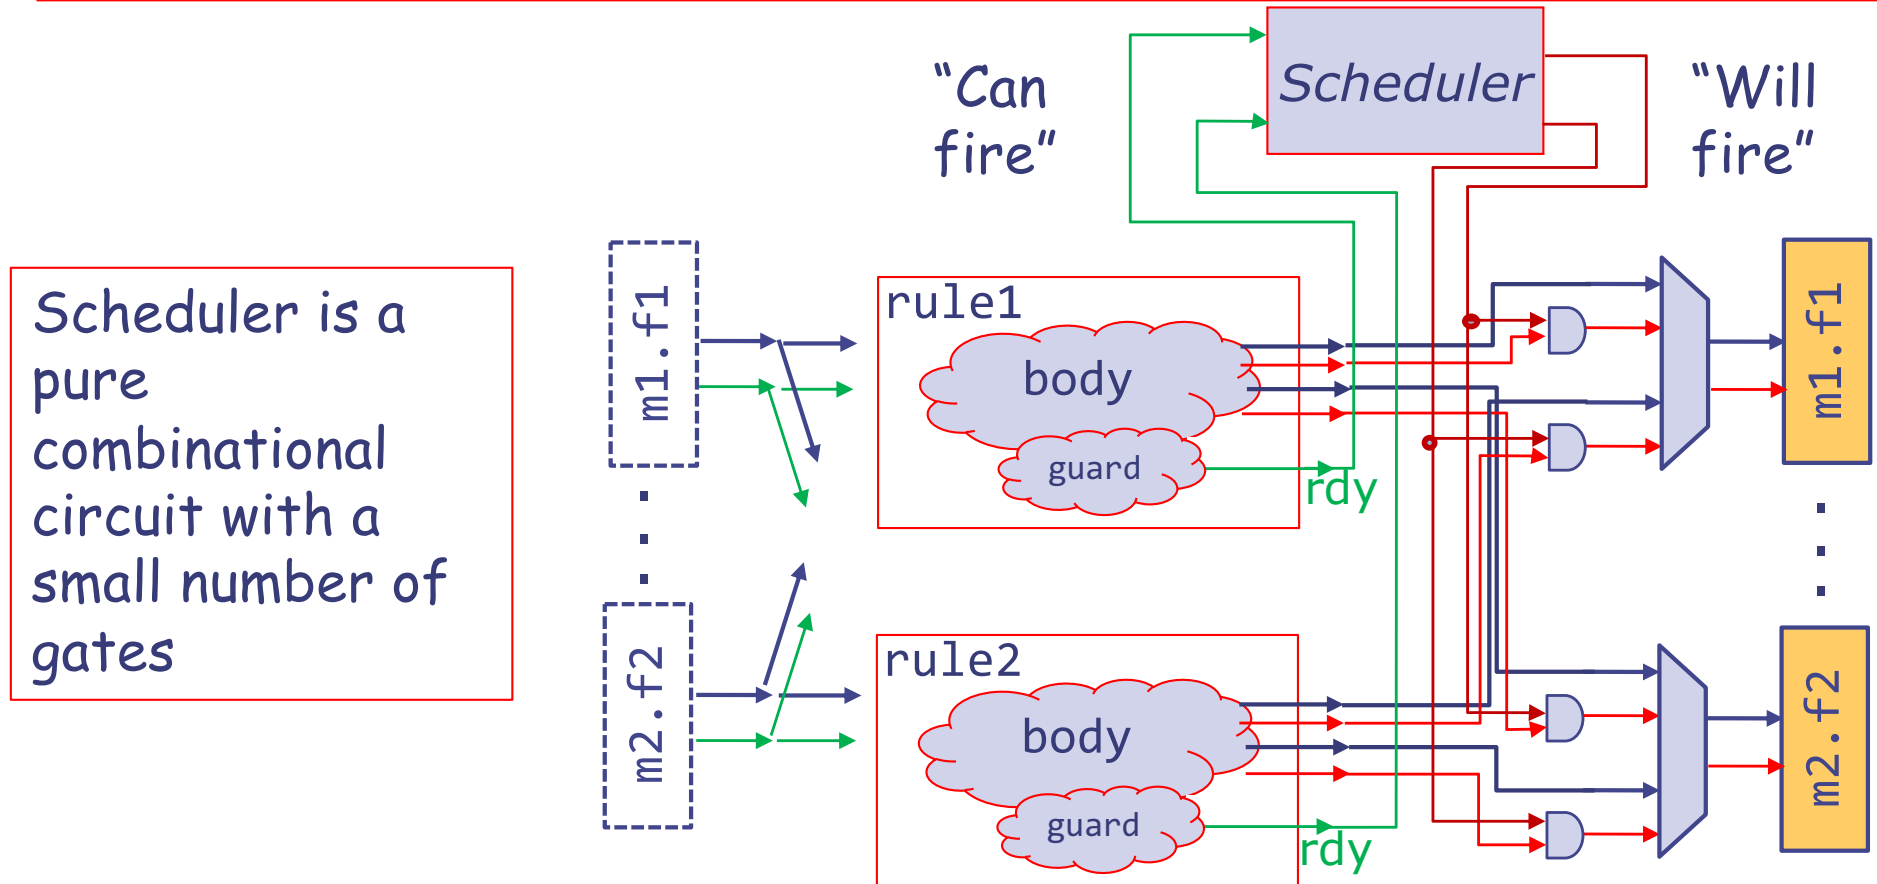 “Can
fire”
Scheduler
“Will
fire”
Scheduler is a
pure
combinational
circuit with a
small number of
gates
m1.f1
rule1
body
guard
rdy
m1.f1
m2.f2
rule2
body
guard
rdy
m2.f2